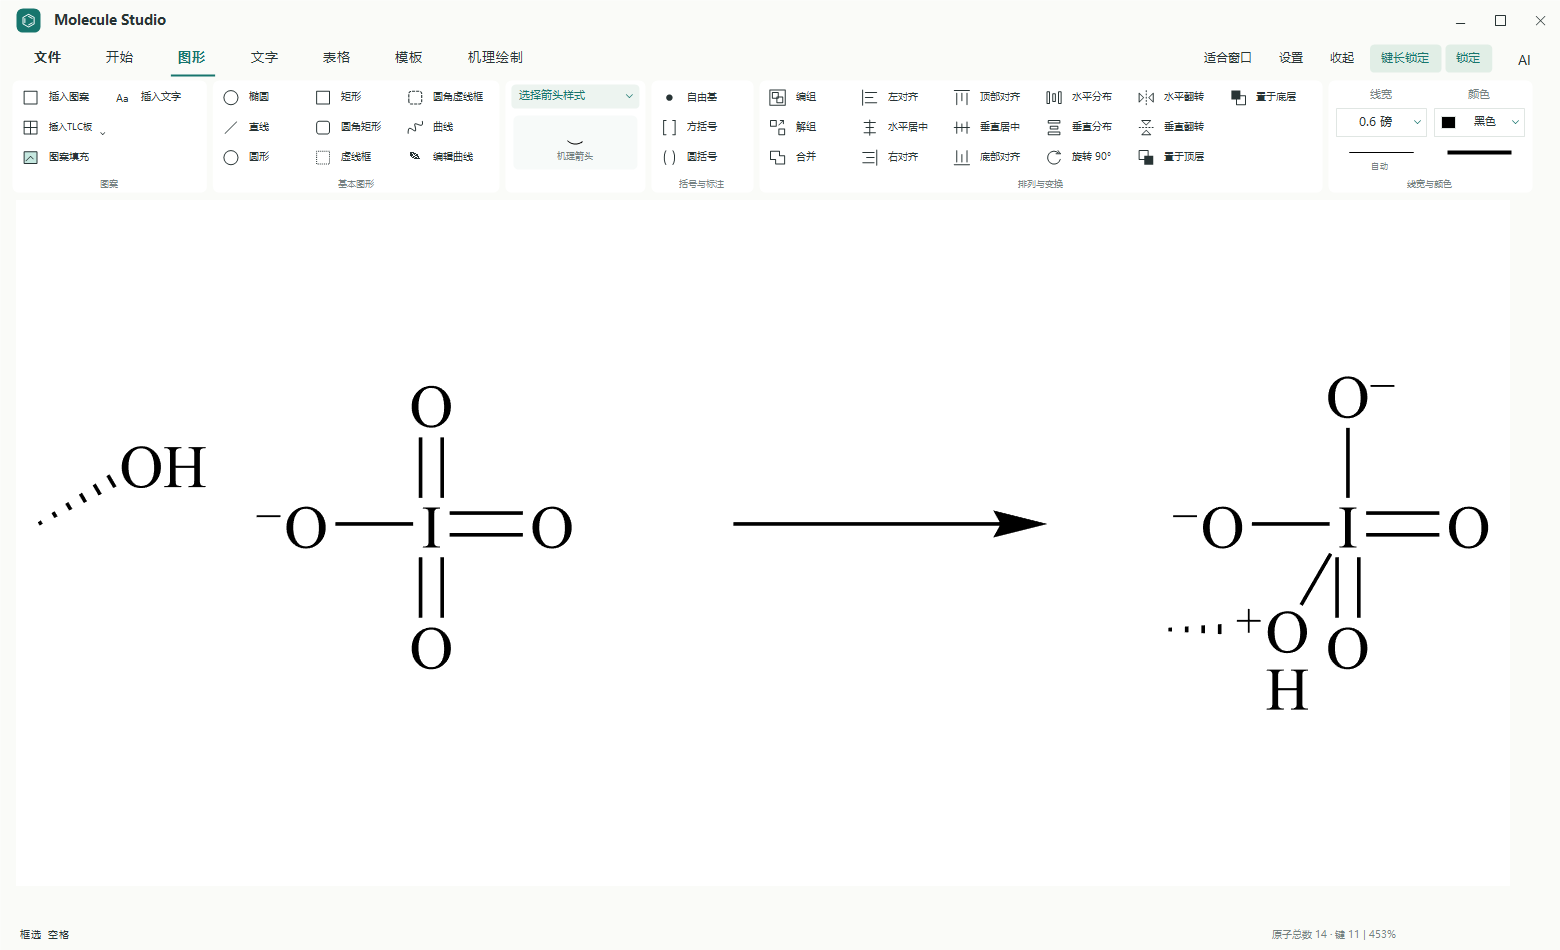 Molecule Studio
文件 开始 图形 文字 表格 模板 机理绘制 适合窗口 设置 收起 键长锁定 锁定 AI
插入图案 Aa 插入文字 椭圆 矩形 圆角虚线框 选择箭头样式 自由基 编组 左对齐 顶部对齐 水平分布 水平翻转 置于底层 线宽 颜色
插入TLC板 直线 圆角矩形 曲线 方括号 解组 水平居中 垂直居中 垂直分布 垂直翻转 0.6 磅 黑色
图案填充 圆形 虚线框 编辑曲线 机理箭头 圆括号 合并 右对齐 底部对齐 旋转 90° 置于顶层 自动
图案 基本图形 括号与标注 排列与变换 线宽与颜色
O O−
OH
−O I O −O I O
+O
O O
H
框选 空格 原子总数 14 · 键 11 | 453%